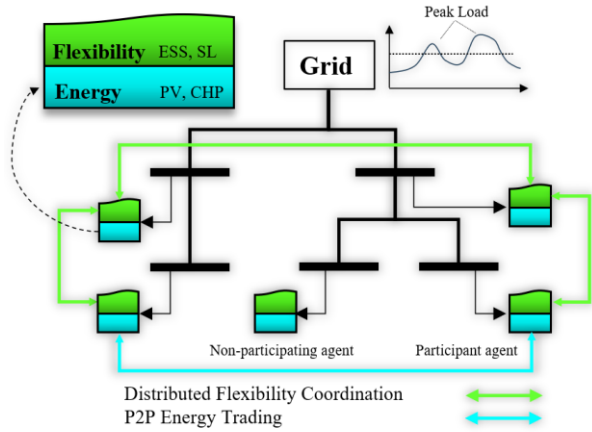 Peak Load
Flexibility ESS, SL
Energy PV, CHP
Grid
Non-participating agent
Participant agent
Distributed Flexibility Coordination
P2P Energy Trading